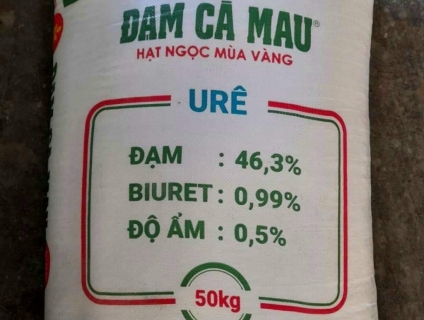 ĐẠM CÀ MAU®
HẠT NGỌC MÙA VÀNG
URÊ
ĐẠM : 46,3%
BIURET : 0,99%
ĐỘ ẨM : 0,5%
50kg